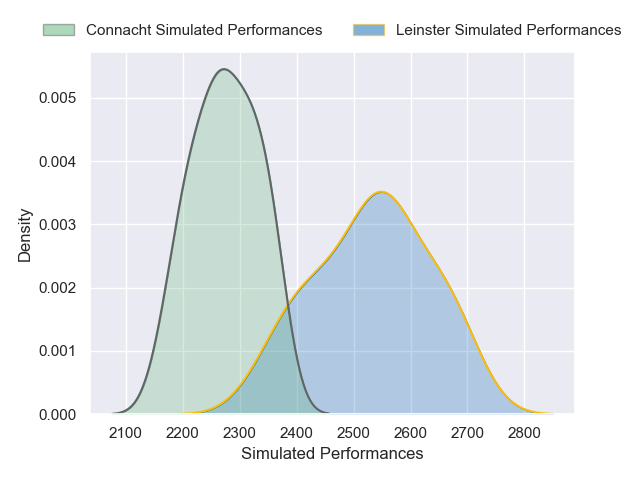 Connacht Simulated Performances
Leinster Simulated Performances
0.005
0.004
0.003
0.002
0.001
0.000
Density
2100 2200 2300 2400 2500 2600 2700 2800
Simulated Performances